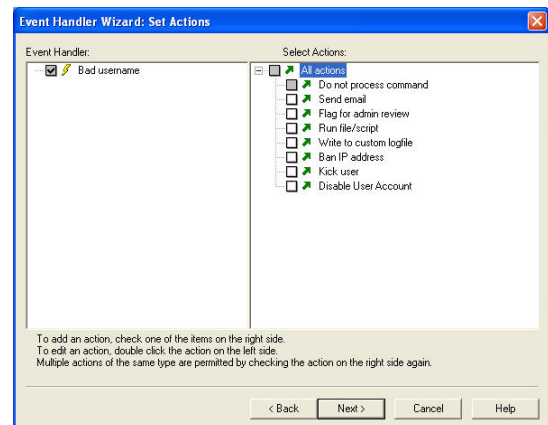 Event Handler Wizard: Set Actions
Event Handler:
Select Actions:
Bad username
All actions
Do not process command
Send email
Flag for admin review
Run file/script
Write to custom logfile
Ban IP address
Kick user
Disable User Account
To add an action, check one of the items on the right side.
To edit an action, double click the action on the left side.
Multiple actions of the same type are permitted by checking the action on the right side again.
< Back
Next >
Cancel
Help